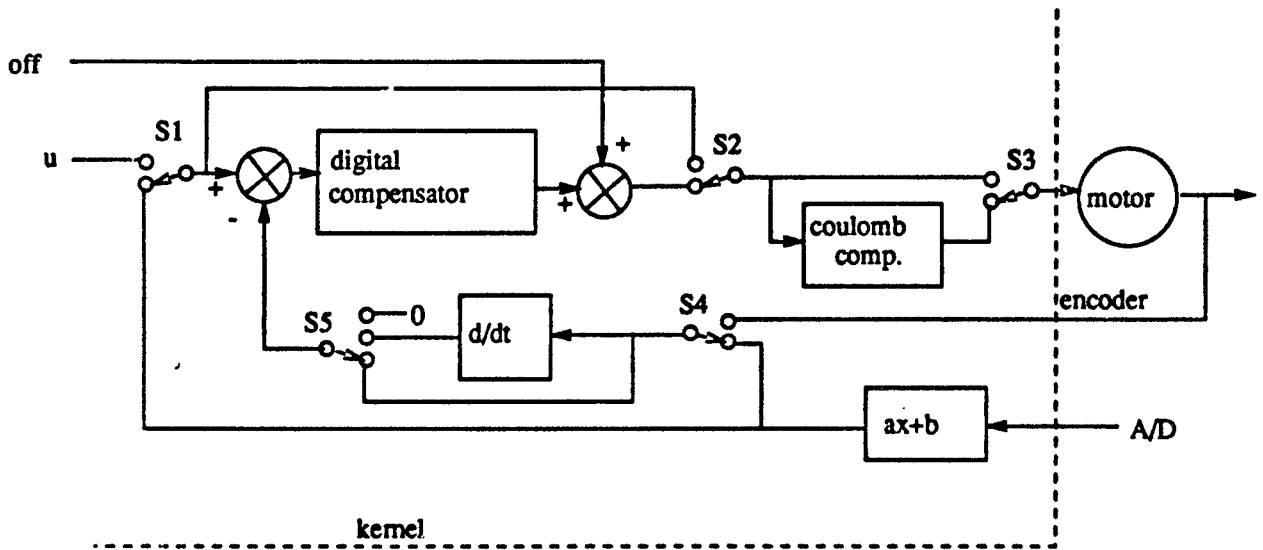 off
S1
u
+
-
digital
compensator
+
+
S2
S3
motor
coulomb
comp.
encoder
S4
S5
0
d/dt
ax+b
A/D
kernel